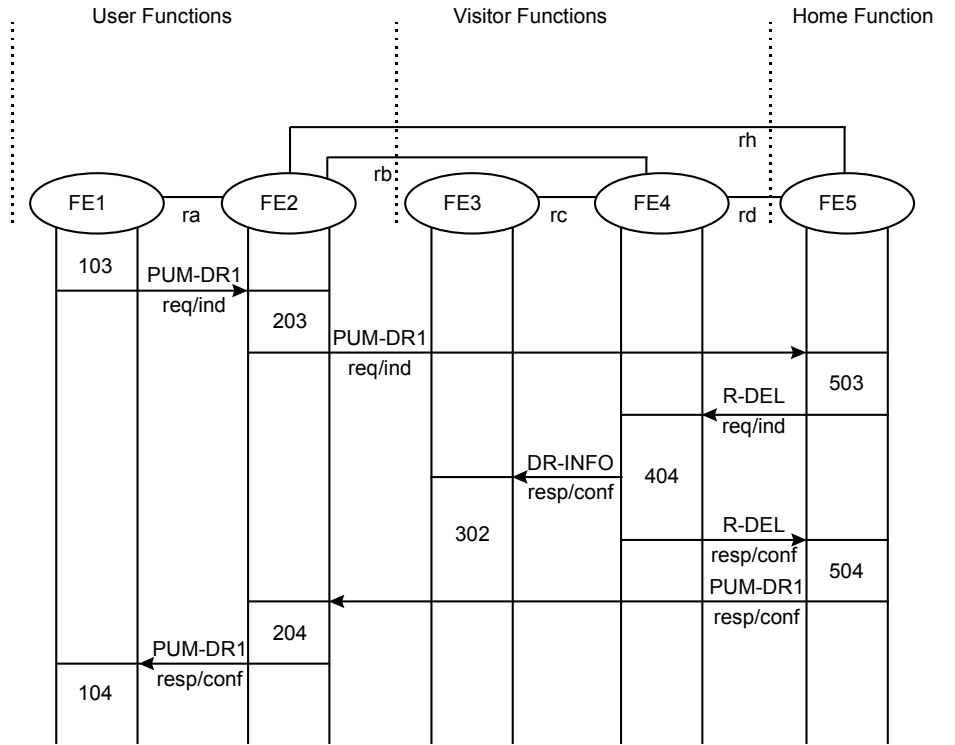 User Functions
Visitor Functions
Home Function
rh
rb
FE1
ra
FE2
FE3
rc
FE4
rd
FE5
103
PUM-DR1
req/ind
203
PUM-DR1
req/ind
503
R-DEL
req/ind
DR-INFO
resp/conf
404
302
R-DEL
resp/conf
504
PUM-DR1
resp/conf
204
PUM-DR1
resp/conf
104